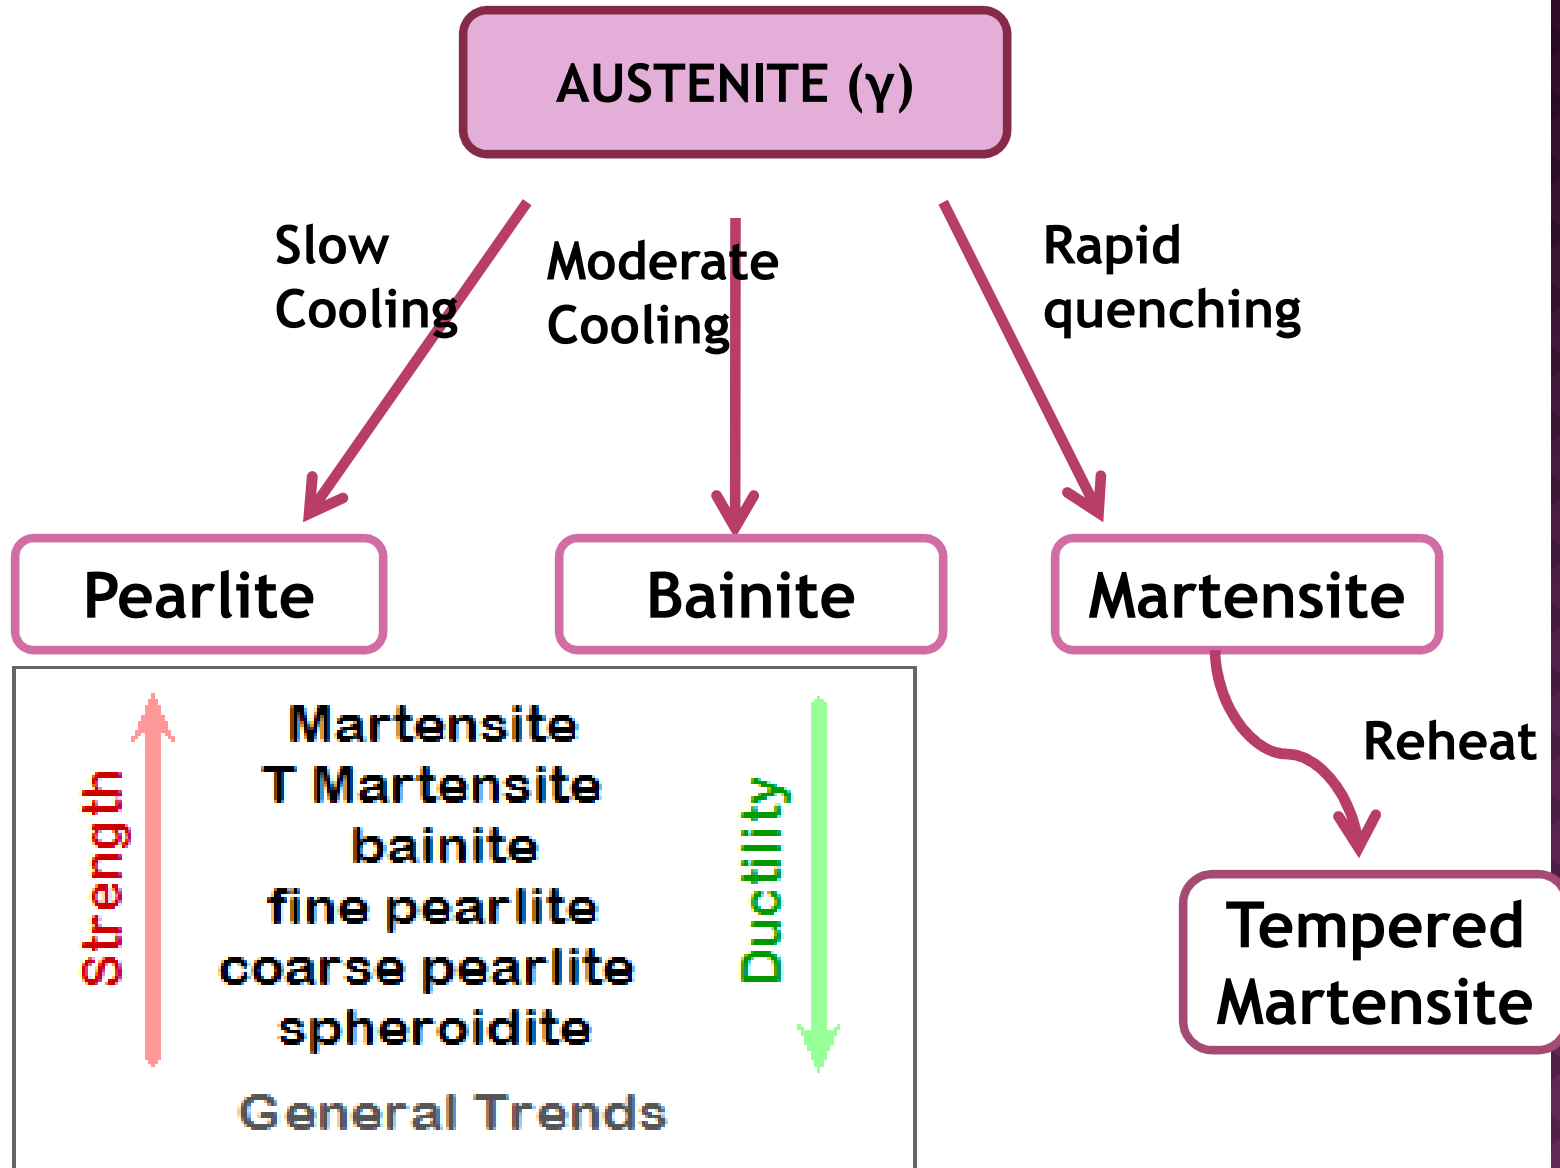 AUSTENITE (γ)
Slow
Cooling
Moderate
Cooling
Rapid
quenching
Pearlite
Bainite
Martensite
Reheat
Tempered
Martensite
Strength
Martensite
T Martensite
bainite
fine pearlite
coarse pearlite
spheroidite
Ductility
General Trends